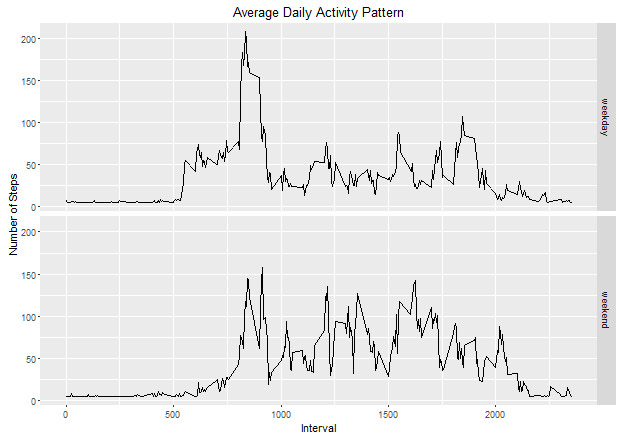 Average Daily Activity Pattern
Number of Steps
200
150
100
50
0
weekday
200
150
100
50
0
weekend
0 500 1000 1500 2000
Interval